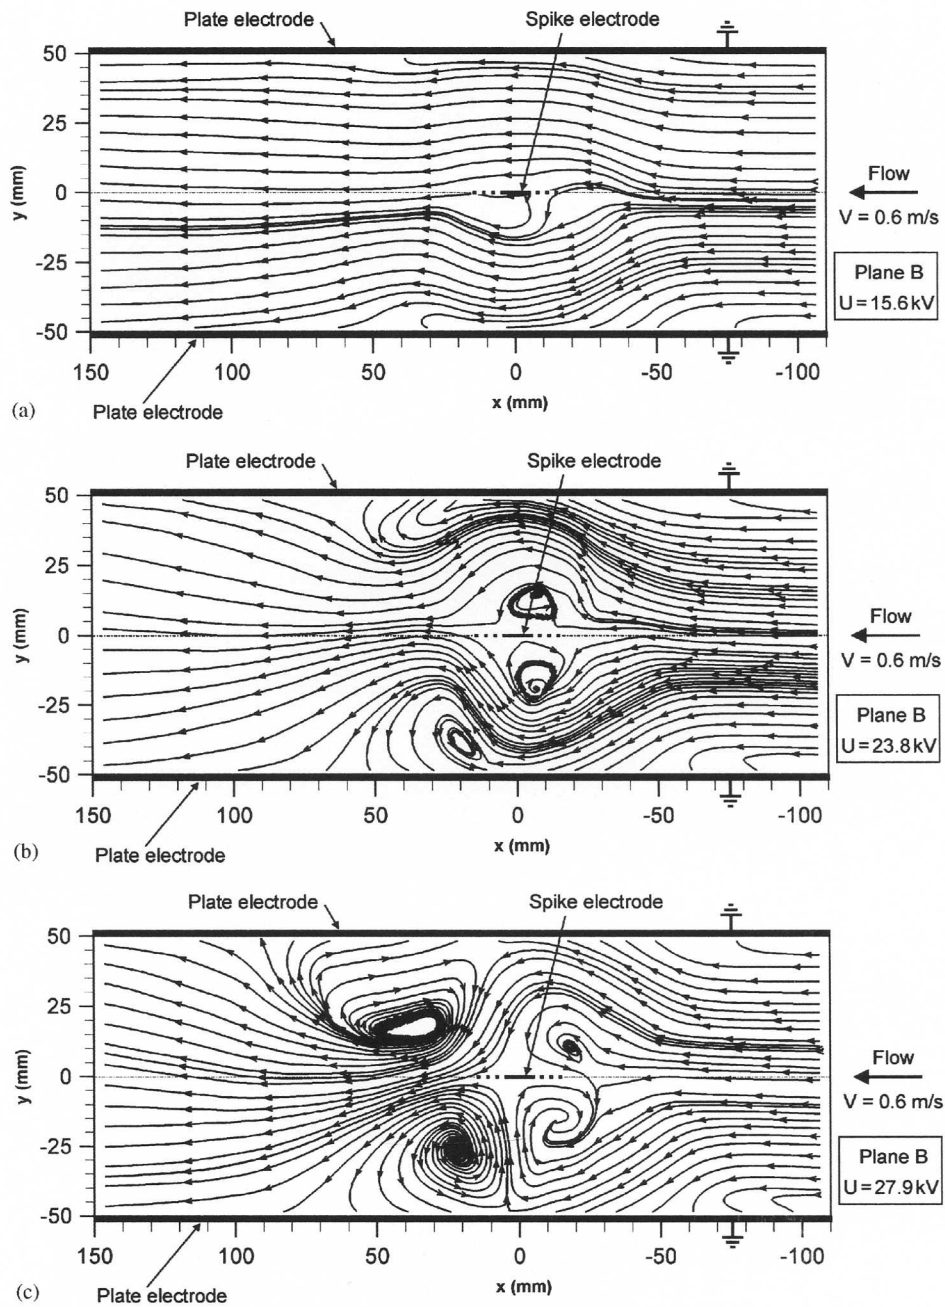 (a)
Plate electrode
Spike electrode
50
25
0
-25
-50
y (mm)
150
100
50
0
-50
-100
x (mm)
Plate electrode
Flow
V = 0.6 m/s
Plane B
U = 15.6 kV
(b)
Plate electrode
Spike electrode
50
25
0
-25
-50
y (mm)
150
100
50
0
-50
-100
x (mm)
Plate electrode
Flow
V = 0.6 m/s
Plane B
U = 23.8 kV
(c)
Plate electrode
Spike electrode
50
25
0
-25
-50
y (mm)
150
100
50
0
-50
-100
x (mm)
Plate electrode
Flow
V = 0.6 m/s
Plane B
U = 27.9 kV